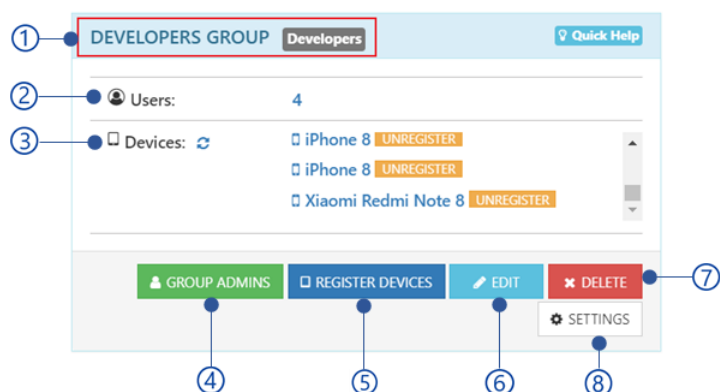 1 DEVELOPERS GROUP Developers Quick Help
2 Users: 4
3 Devices: iPhone 8 UNREGISTER
iPhone 8 UNREGISTER
Xiaomi Redmi Note 8 UNREGISTER
GROUP ADMINS REGISTER DEVICES EDIT DELETE 7
SETTINGS
4 5 6 8